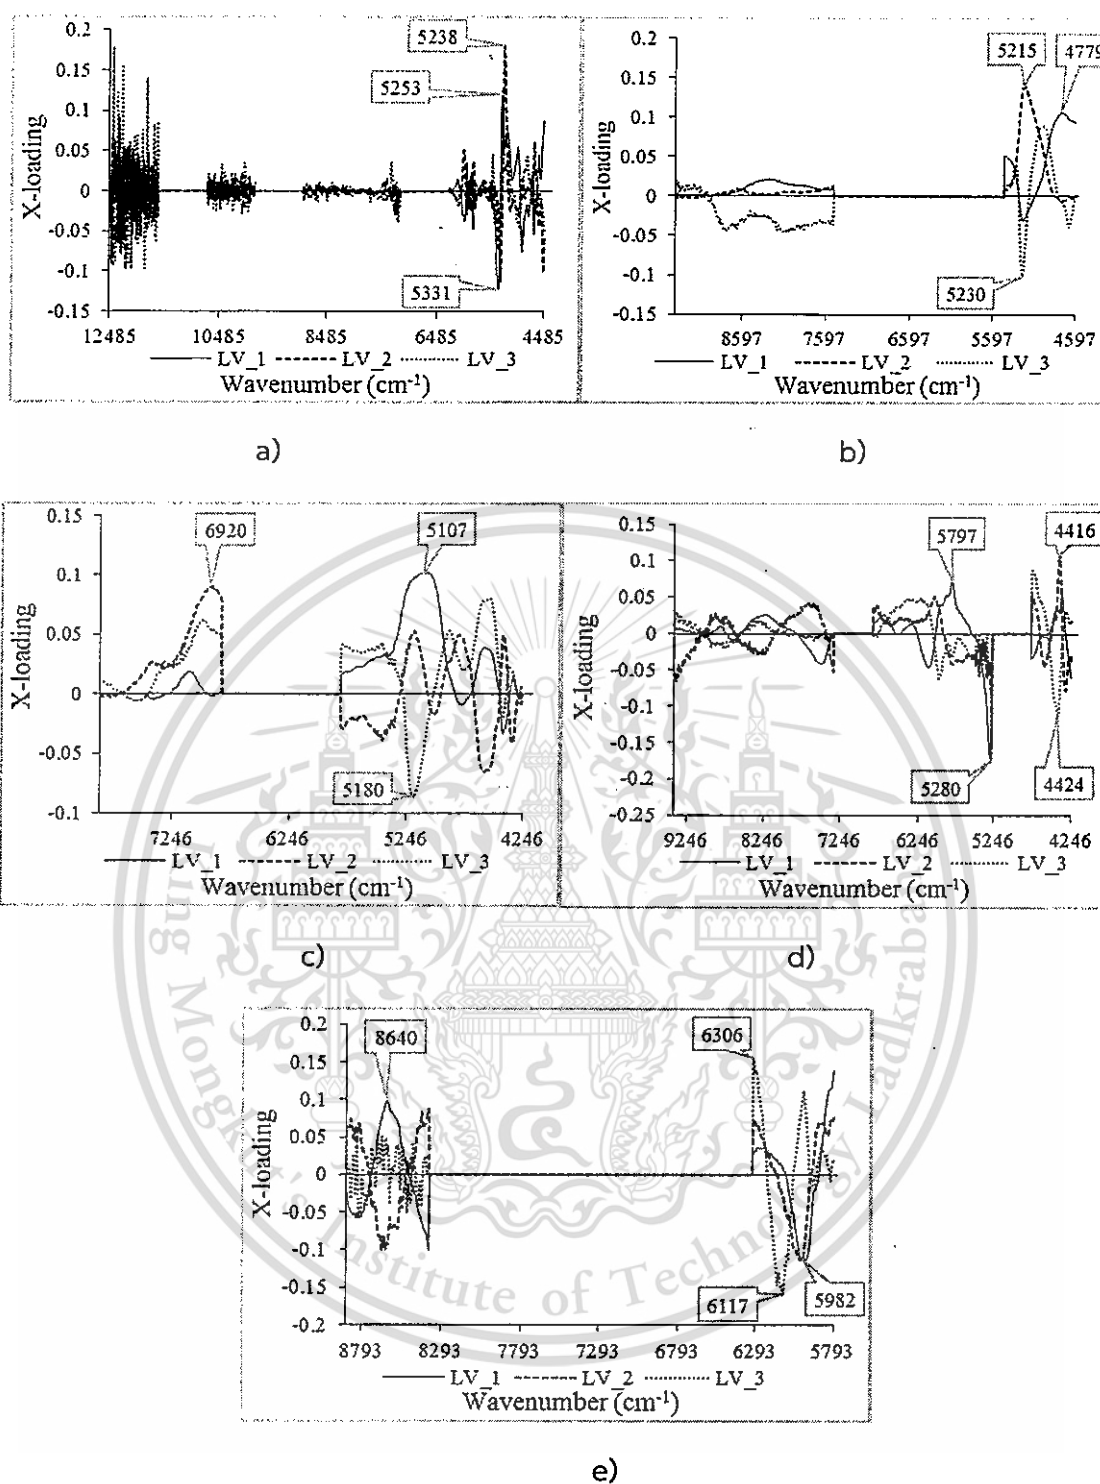 0.2
0.15
0.1
0.05
0
-0.05
-0.1
-0.15
X-loading
5238
5253
5331
12485 10485 8485 6485 4485
LV_1 LV_2 LV_3
Wavenumber (cm-1)
a)
0.2
0.15
0.1
0.05
0
-0.05
-0.1
-0.15
X-loading
5215 4779
5230
8597 7597 6597 5597 4597
LV_1 LV_2 LV_3
Wavenumber (cm-1)
b)
0.15
0.1
0.05
0
-0.05
-0.1
X-loading
6920 5107
5180
7246 6246 5246 4246
LV_1 LV_2 LV_3
Wavenumber (cm-1)
c)
0.15
0.1
0.05
0
-0.05
-0.1
-0.15
-0.2
-0.25
X-loading
5797 4416
5280 4424
9246 8246 7246 6246 5246 4246
LV_1 LV_2 LV_3
Wavenumber (cm-1)
d)
0.2
0.15
0.1
0.05
0
-0.05
-0.1
-0.15
-0.2
X-loading
8640 6306
6117 5982
8793 8293 7793 7293 6793 6293 5793
LV_1 LV_2 LV_3
Wavenumber (cm-1)
e)
Institute of Technology Ladkrabang